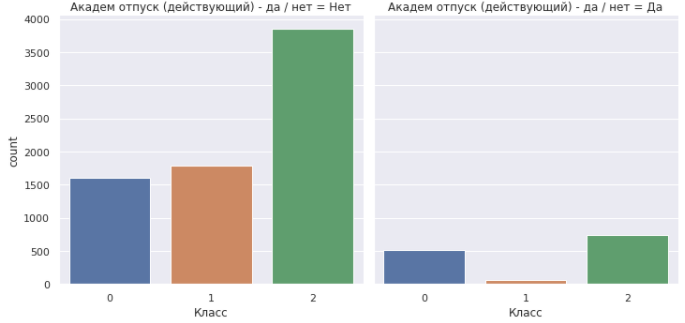 Академ отпуск (действующий) - да / нет = Нет
Академ отпуск (действующий) - да / нет = Да
4000
3500
3000
2500
2000
1500
1000
500
0
count
0 1 2
Класс
0 1 2
Класс